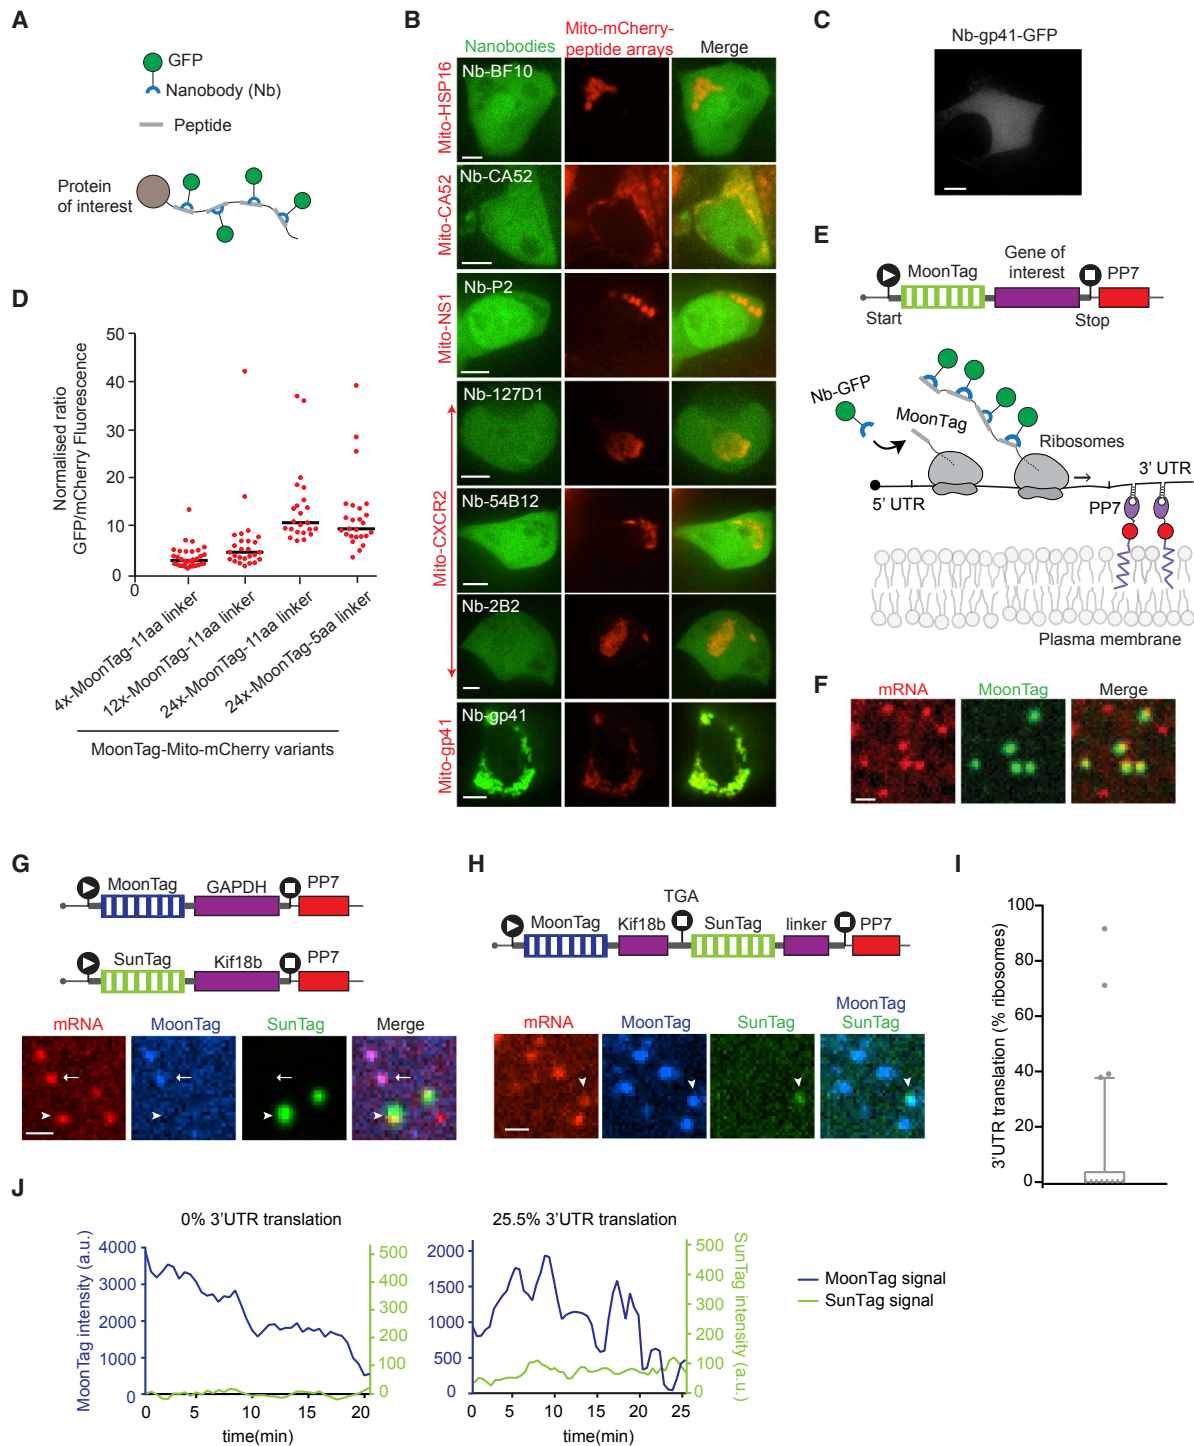 A
GFP
Nanobody (Nb)
Peptide
Protein
of interest
B
Nanobodies
Mito-mCherry-
peptide arrays
Merge
Mito-HSP16
Nb-BF10
Mito-CA52
Nb-CA52
Mito-NS1
Nb-P2
Mito-CXCR2
Nb-127D1
Nb-54B12
Nb-2B2
Mito-gp41
Nb-gp41
C
Nb-gp41-GFP
D
Normalised ratio
GFP/mCherry Fluorescence
50
40
30
20
10
0
0
4x-MoonTag-11aa linker
12x-MoonTag-11aa linker
24x-MoonTag-11aa linker
24x-MoonTag-5aa linker
MoonTag-Mito-mCherry variants
E
MoonTag
Gene of
interest
PP7
Start
Stop
Nb-GFP
MoonTag
Ribosomes
3' UTR
5' UTR
PP7
Plasma membrane
F
mRNA
MoonTag
Merge
G
MoonTag
GAPDH
PP7
SunTag
Kif18b
PP7
mRNA
MoonTag
SunTag
Merge
H
TGA
MoonTag
Kif18b
SunTag
linker
PP7
mRNA
MoonTag
SunTag
MoonTag
SunTag
I
3'UTR translation (% ribosomes)
100
80
60
40
20
0
J
0% 3'UTR translation
MoonTag intensity (a.u.)
4000
3000
2000
1000
0
500
400
300
200
100
0
0
5
10
15
20
time(min)
25.5% 3'UTR translation
2000
1500
1000
500
0
500
400
300
200
100
0
SunTag intensity (a.u.)
0
5
10
15
20
25
time(min)
MoonTag signal
SunTag signal